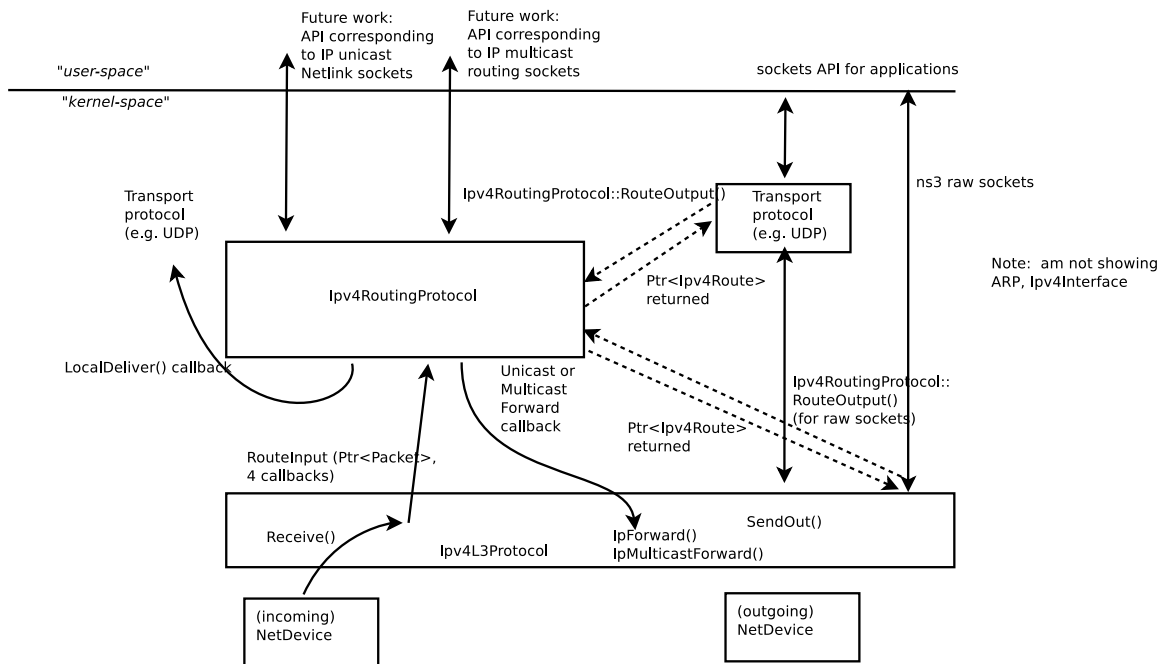 Future work:
API corresponding
to IP unicast
Netlink sockets
Future work:
API corresponding
to IP multicast
routing sockets
"user-space"
sockets API for applications
"kernel-space"
Transport
protocol
(e.g. UDP)
Ipv4RoutingProtocol::RouteOutput()
Transport
protocol
(e.g. UDP)
ns3 raw sockets
Note:  am not showing
ARP, Ipv4Interface
Ipv4RoutingProtocol
Ptr<Ipv4Route>
returned
LocalDeliver() callback
Unicast or
Multicast
Forward
callback
Ipv4RoutingProtocol::
RouteOutput()
(for raw sockets)
Ptr<Ipv4Route>
returned
RouteInput (Ptr<Packet>,
4 callbacks)
Receive()
Ipv4L3Protocol
IpForward()
IpMulticastForward()
SendOut()
(incoming)
NetDevice
(outgoing)
NetDevice